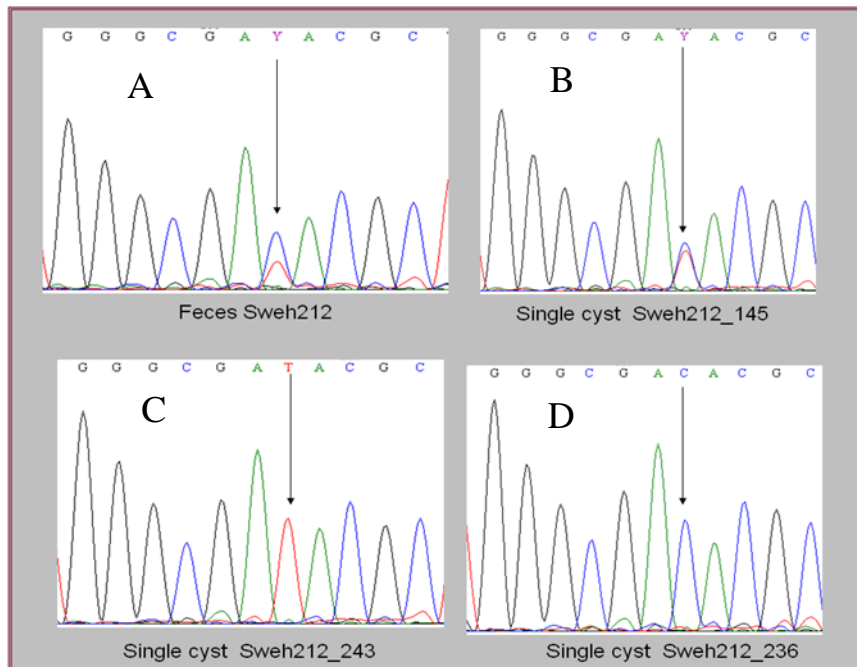 G G G C G A Y A C G C
A
Feces Sweh212
G G G C G A Y A C G C
B
Single cyst Sweh212_145
G G G C G A T A C G C
C
Single cyst Sweh212_243
G G G C G A C A C G C
D
Single cyst Sweh212_236